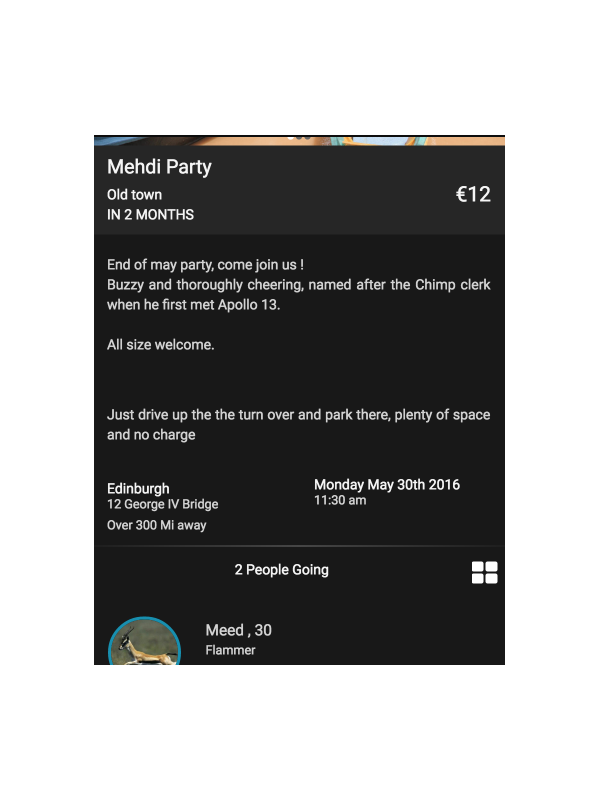 Mehdi Party
Old town
€12
IN 2 MONTHS
End of may party, come join us !
Buzzy and thoroughly cheering, named after the Chimp clerk
when he first met Apollo 13.
All size welcome.
Just drive up the the turn over and park there, plenty of space
and no charge
Edinburgh
12 George IV Bridge
Over 300 Mi away
Monday May 30th 2016
11:30 am
2 People Going
Meed , 30
Flammer